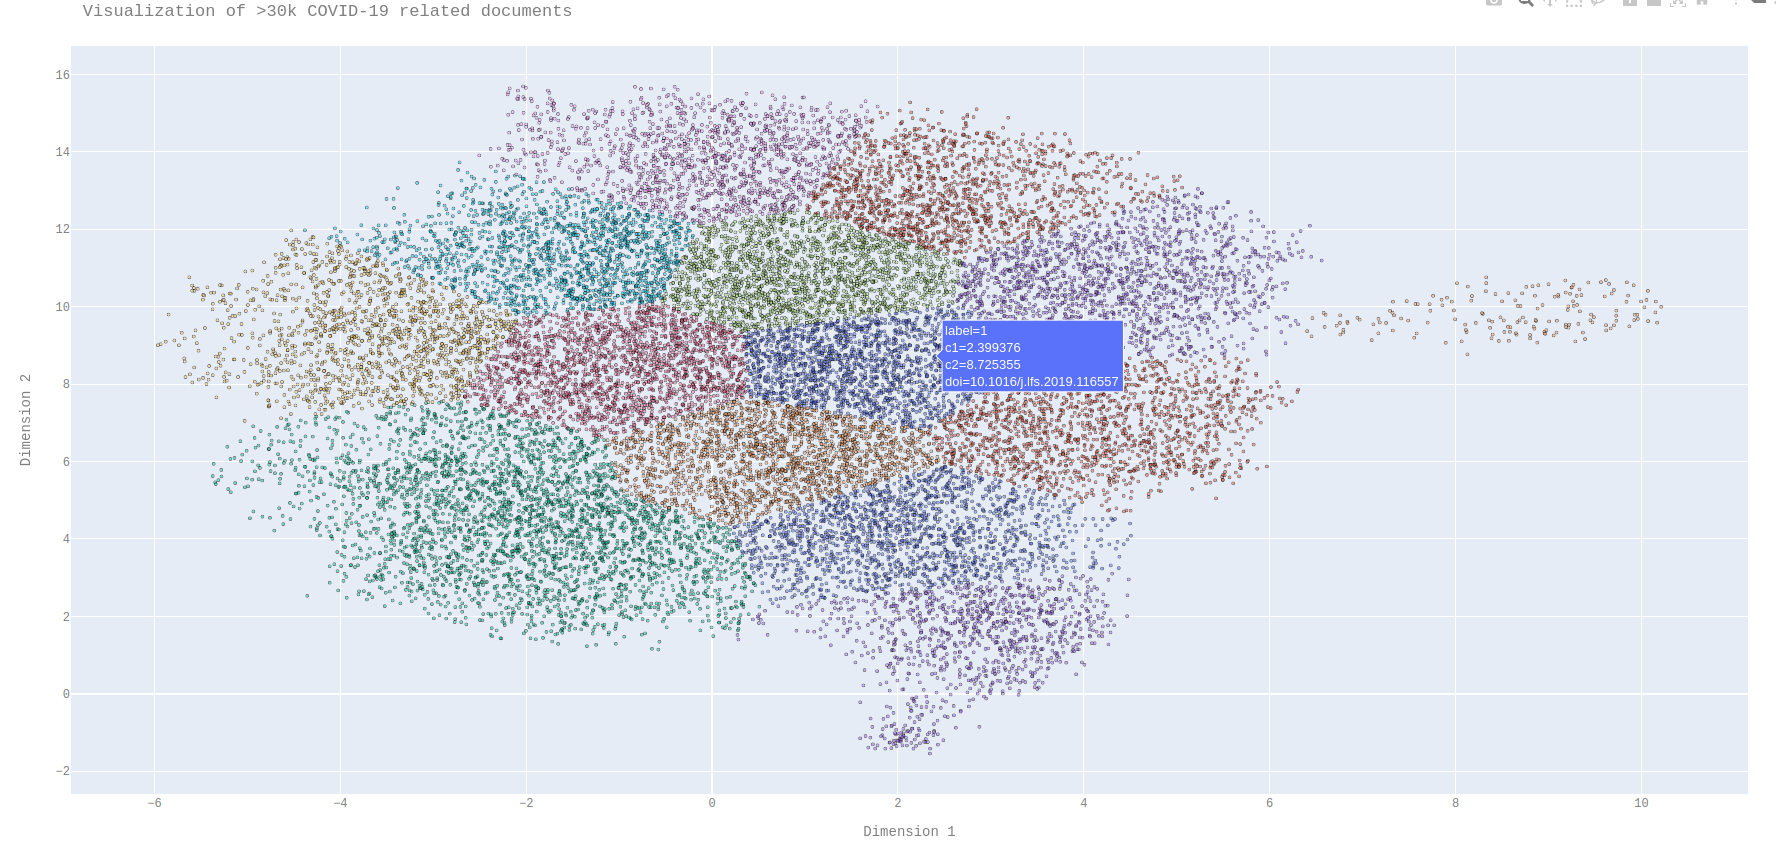 Visualization of >30k COVID-19 related documents
16
14
12
10
8
6
4
2
0
−2
Dimension 2
label=1
c1=2.399376
c2=8.725355
doi=10.1016/j.lfs.2019.116557
−6 −4 −2 0 2 4 6 8 10
Dimension 1